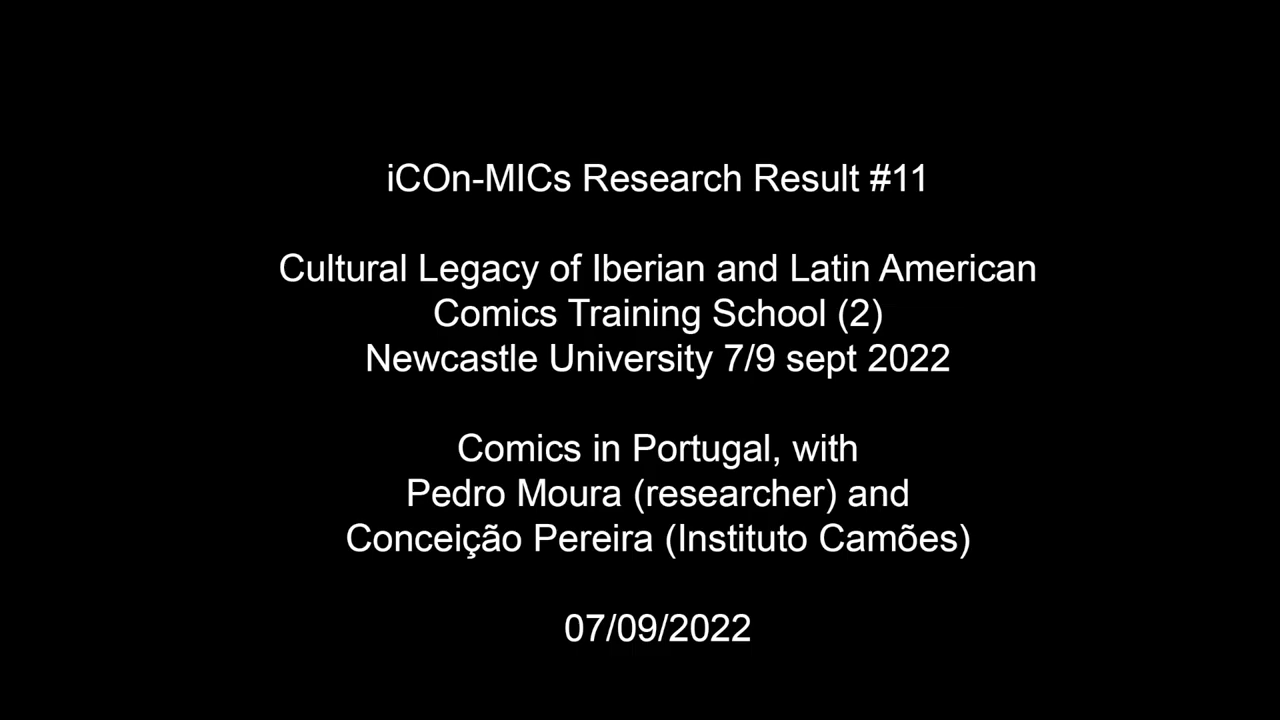 iCOn-MICs Research Result #11
Cultural Legacy of Iberian and Latin American
Comics Training School (2)
Newcastle University 7/9 sept 2022
Comics in Portugal, with
Pedro Moura (researcher) and
Conceição Pereira (Instituto Camões)
07/09/2022